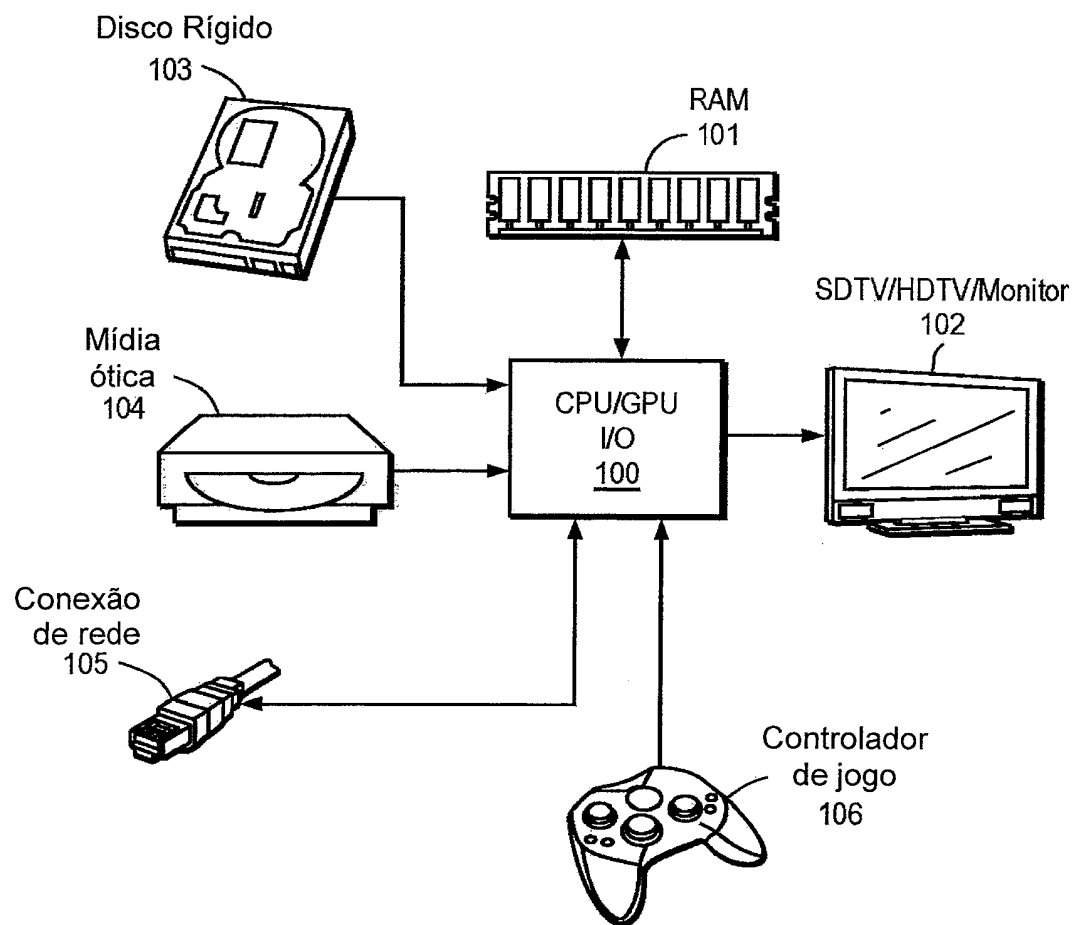 Disco Rígido
103
RAM
101
SDTV/HDTV/Monitor
102
Mídia
ótica
104
CPU/GPU
I/O
100
Conexão
de rede
105
Controlador
de jogo
106